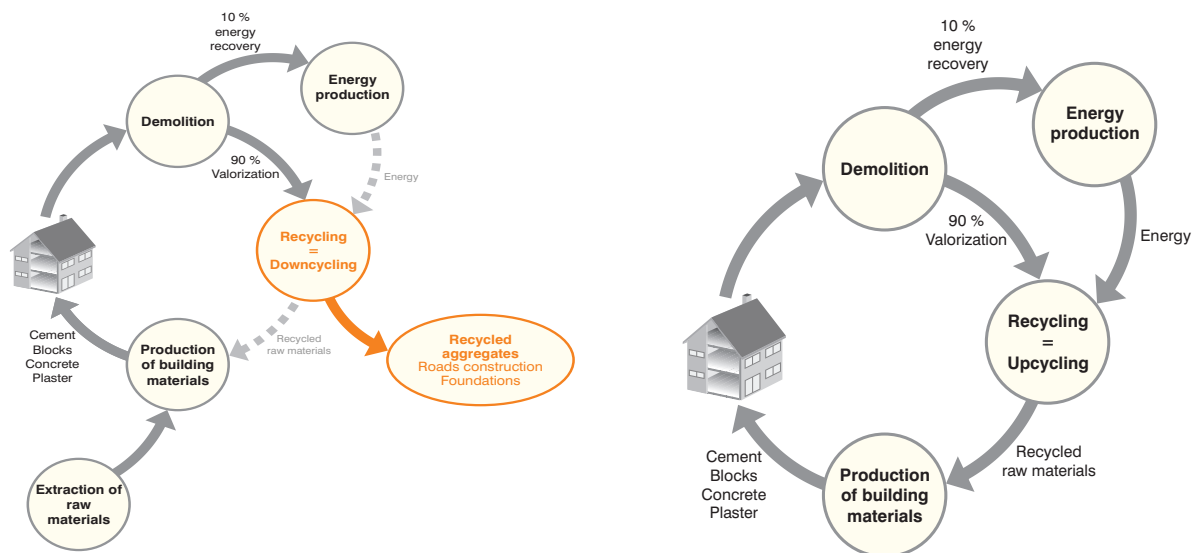 10 %
energy
recovery
Energy
production
Demolition
90 %
Valorization
Energy
Recycling
=
Downcycling
Recycled
raw materials
Cement
Blocks
Concrete
Plaster
Production
of building
materials
Recycled
aggregates
Roads construction
Foundations
Extraction of
raw
materials
10 %
energy
recovery
Energy
production
Demolition
90 %
Valorization
Energy
Recycling
=
Upcycling
Recycled
raw materials
Cement
Blocks
Concrete
Plaster
Production
of building
materials